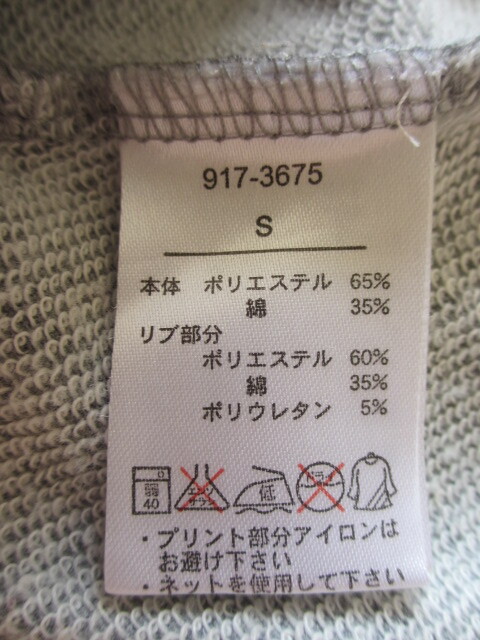 917-3675
S
本体 ポリエステル 65%
綿 35%
リブ部分
ポリエステル 60%
綿 35%
ポリウレタン 5%
40 低
・プリント部分アイロンは
お避け下さい
・ネットを使用して下さい